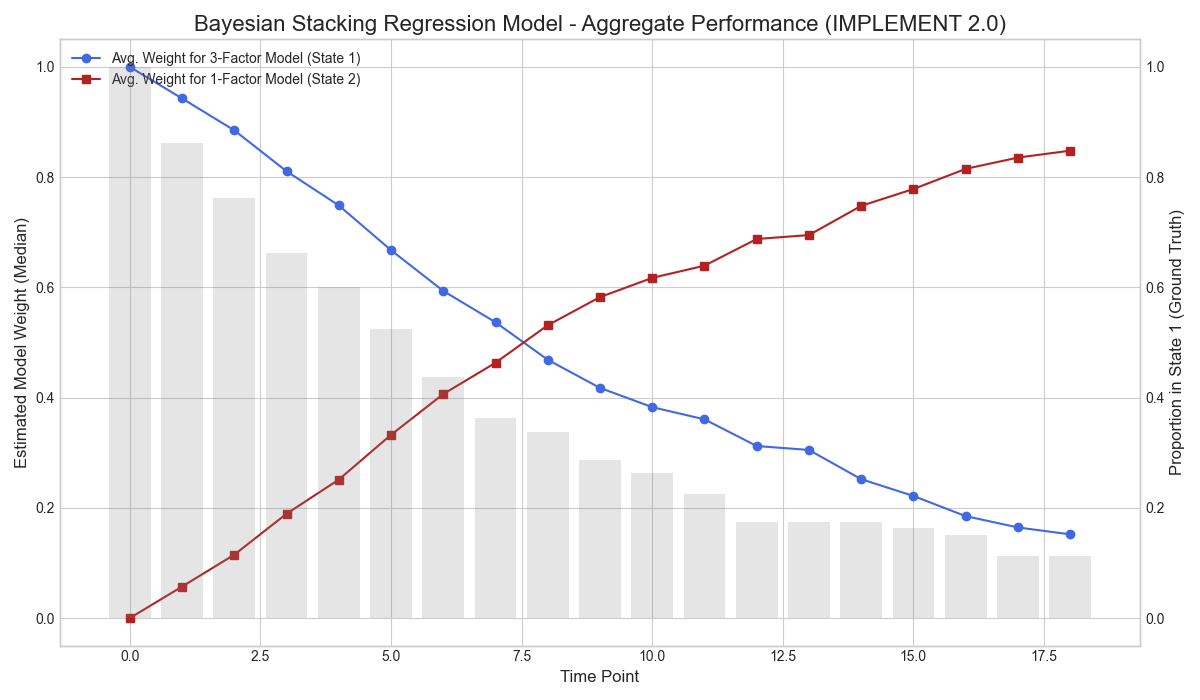 Bayesian Stacking Regression Model - Aggregate Performance (IMPLEMENT 2.0)
Avg. Weight for 3-Factor Model (State 1)
Avg. Weight for 1-Factor Model (State 2)
Estimated Model Weight (Median)
1.0
0.8
0.6
0.4
0.2
0.0
1.0
0.8
0.6
0.4
0.2
0.0
Proportion in State 1 (Ground Truth)
0.0 2.5 5.0 7.5 10.0 12.5 15.0 17.5
Time Point